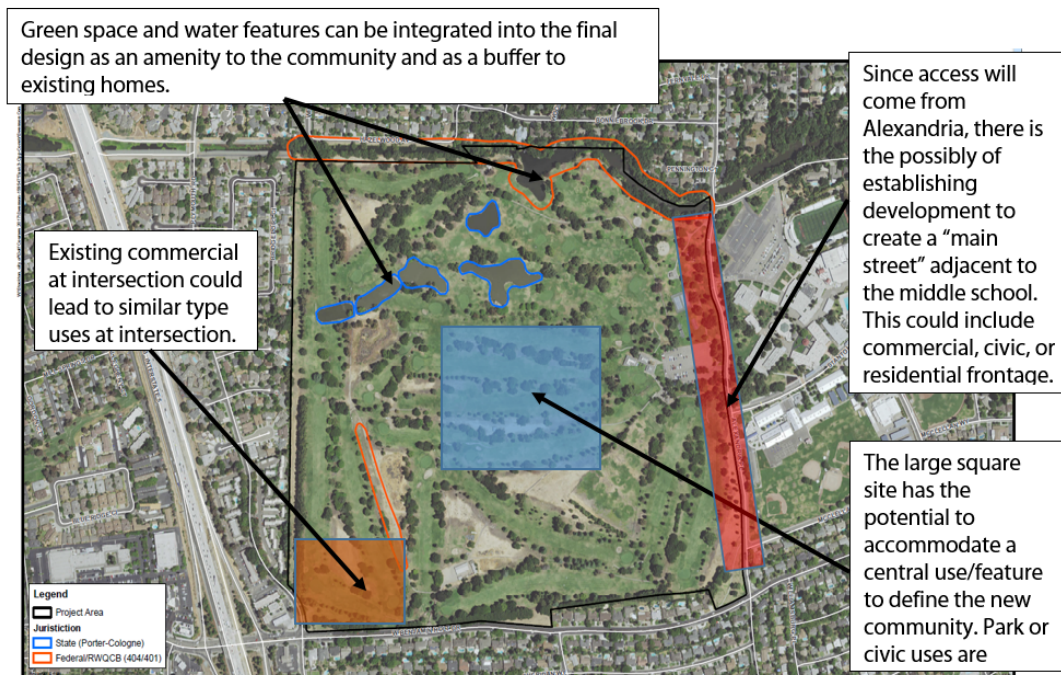 Green space and water features can be integrated into the final
design as an amenity to the community and as a buffer to
existing homes.
Since access will
come from
Alexandria, there is
the possibly of
establishing
development to
create a “main
street” adjacent to
the middle school.
This could include
commercial, civic, or
residential frontage.
Existing commercial
at intersection could
lead to similar type
uses at intersection.
The large square
site has the
potential to
accommodate a
central use/feature
to define the new
community. Park or
civic uses are
Legend
Project Area
Juristiction
State (Porter-Cologne)
Federal/RWQCB (404/401)